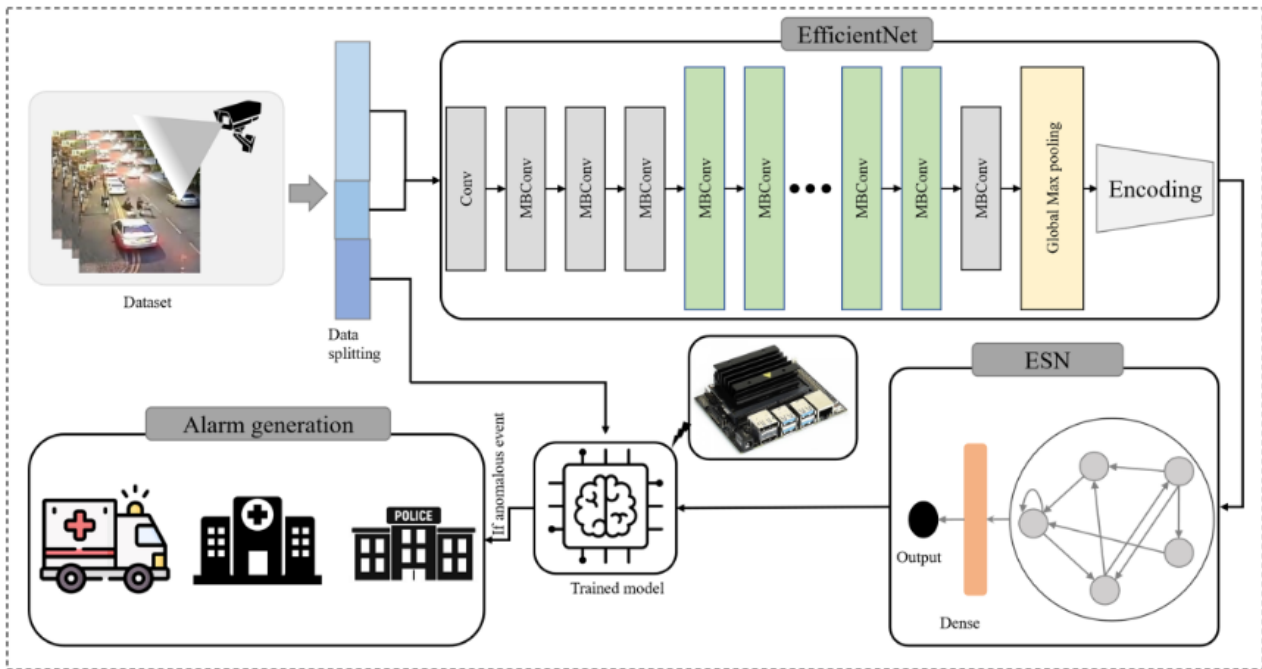 EfficientNet
Conv
MBConv
MBConv
MBConv
MBConv
MBConv
MBConv
MBConv
MBConv
Global Max pooling
Encoding
Dataset
Data
splitting
ESN
Output
Dense
Alarm generation
POLICE
If anomalous event
Trained model